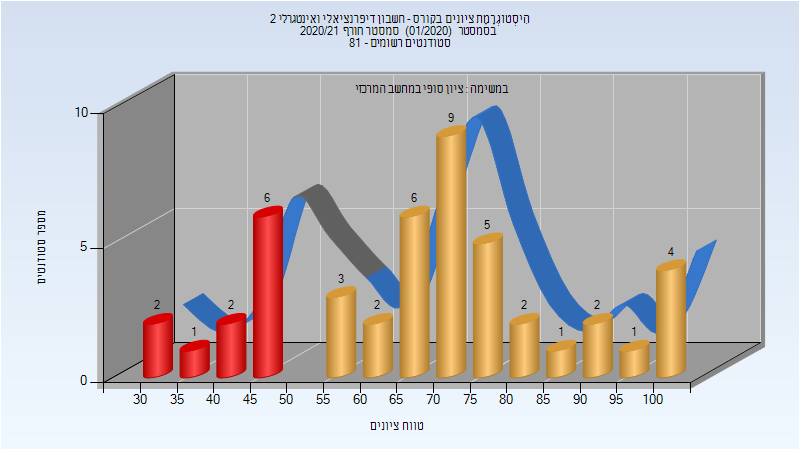 היסטוגרמת ציונים בקורס - חשבון דיפרנציאלי ואינטגרלי 2
בסמסטר (01/2020) סמסטר חורף 2020/21
סטודנטים רשומים - 81
במשימה : ציון סופי במחשב המרכזי
מספר סטודנטים
10
5
0
2
1
2
6
3
2
6
9
5
2
1
2
1
4
30 35 40 45 50 55 60 65 70 75 80 85 90 95 100
טווח ציונים